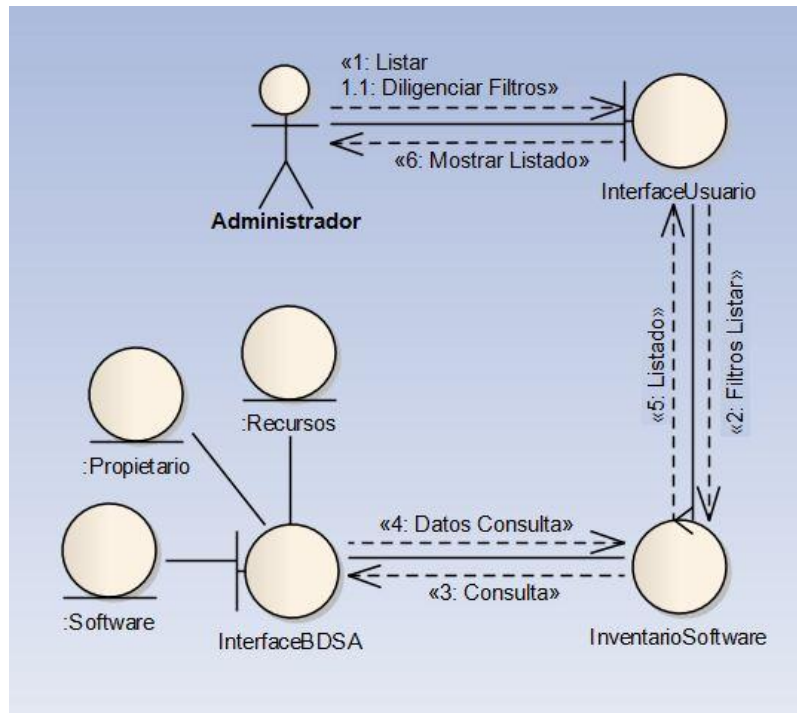 «1: Listar
1.1: Diligenciar Filtros»
«6: Mostrar Listado»
Administrador
InterfaceUsuario
«5: Listado»
«2: Filtros Listar»
:Recursos
:Propietario
:Software
«4: Datos Consulta»
«3: Consulta»
InterfaceBDSA
InventarioSoftware